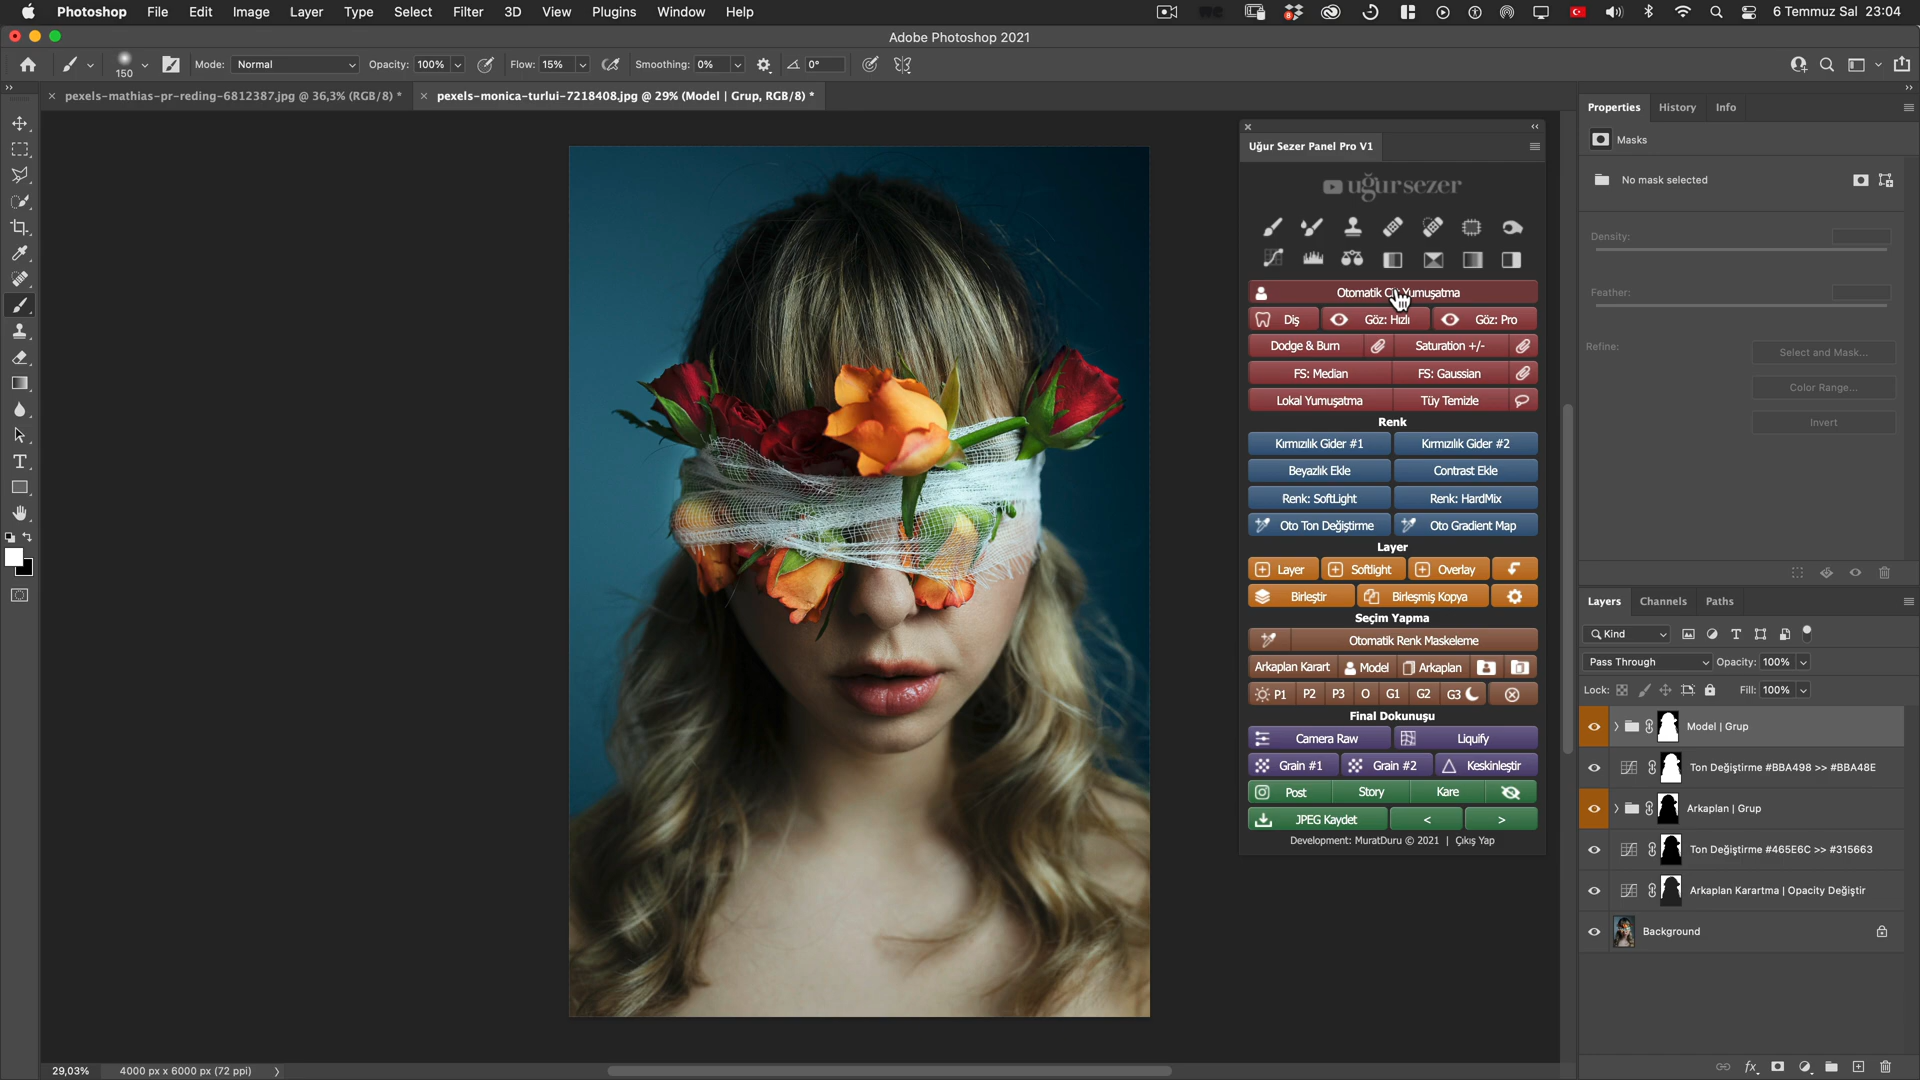 Photoshop File Edit Image Layer Type Select Filter 3D View Plugins Window Help 6 Temmuz Sal 23:04
Adobe Photoshop 2021
150 Mode: Normal Opacity: 100% Flow: 15% Smoothing: 0% 0°
pexels-mathias-pr-reding-6812387.jpg @ 36,3% (RGB/8) * pexels-monica-turlui-7218408.jpg @ 29% (Model | Grup, RGB/8) *
Uğur Sezer Panel Pro V1
uğursezer
Otomatik Cilt Yumuşatma
Diş Göz: Hızlı Göz: Pro
Dodge & Burn Saturation +/-
FS: Median FS: Gaussian
Lokal Yumuşatma Tüy Temizle
Renk
Kırmızılık Gider #1 Kırmızılık Gider #2
Beyazlık Ekle Contrast Ekle
Renk: SoftLight Renk: HardMix
Oto Ton Değiştirme Oto Gradient Map
Layer
Layer Softlight Overlay
Birleştir Birleşmiş Kopya
Seçim Yapma
Otomatik Renk Maskeleme
Arkaplan Karart Model Arkaplan
P1 P2 P3 O G1 G2 G3
Final Dokunuşu
Camera Raw Liquify
Grain #1 Grain #2 Keskinleştir
Post Story Kare
JPEG Kaydet < >
Development: MuratDuru © 2021 | Çıkış Yap
Properties History Info
Masks
No mask selected
Density:
Feather:
Refine: Select and Mask...
Color Range...
Invert
Layers Channels Paths
Kind
Pass Through Opacity: 100%
Lock: Fill: 100%
Model | Grup
Ton Değiştirme #BBA498 >> #BBA48E
Arkaplan | Grup
Ton Değiştirme #465E6C >> #315663
Arkaplan Karartma | Opacity Değiştir
Background
29,03% 4000 px x 6000 px (72 ppi)